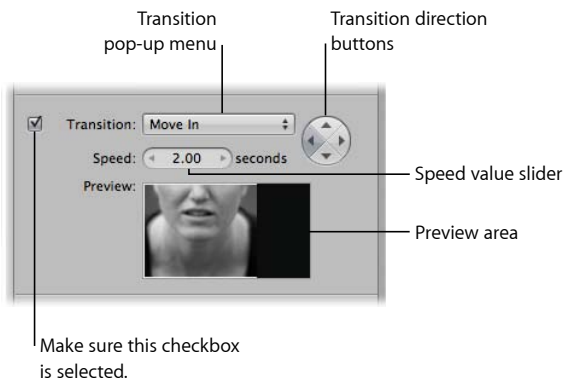 Transition
pop-up menu
Transition direction
buttons
Transition: Move In
Speed: 2.00 seconds
Preview:
Speed value slider
Preview area
Make sure this checkbox
is selected.